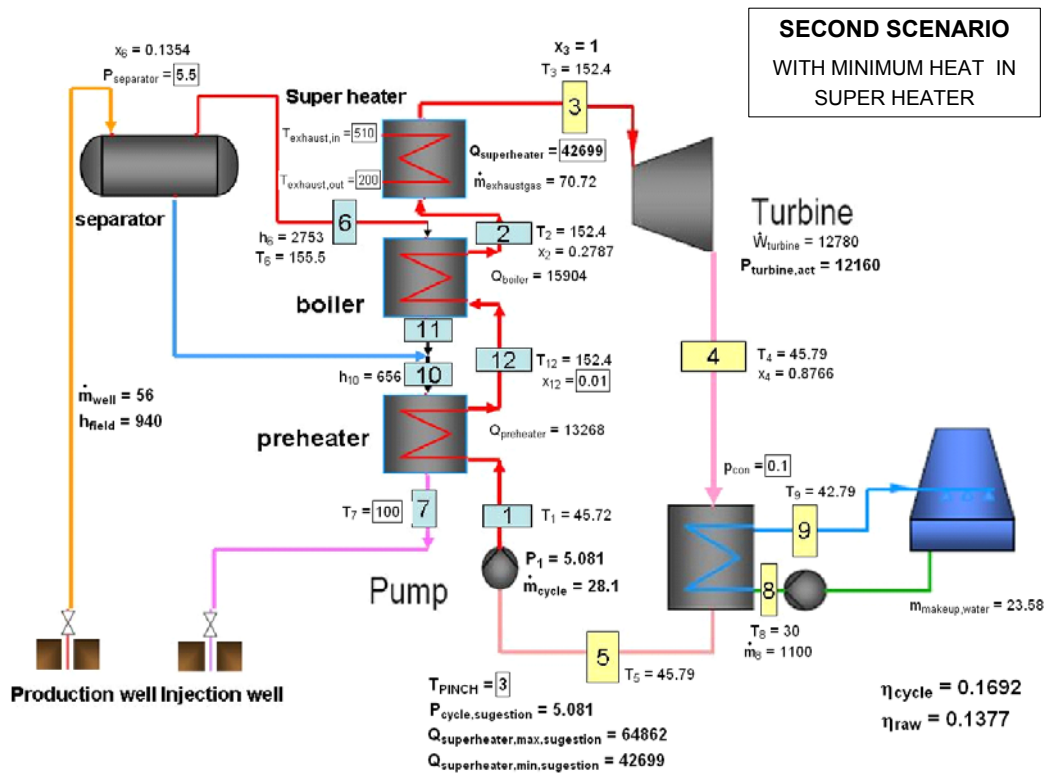 SECOND SCENARIO
WITH MINIMUM HEAT IN
SUPER HEATER
x6 = 0.1354
Pseparator = 5.5
separator
ṁwell = 56
hfield = 940
Production well
Injection well
Super heater
Texhaust,in = 510
Texhaust,out = 200
Qsuperheater = 42699
ṁexhaustgas = 70.72
x3 = 1
T3 = 152.4
3
6
h6 = 2753
T6 = 155.5
2
T2 = 152.4
x2 = 0.2787
Qboiler = 15904
boiler
11
12
T12 = 152.4
x12 = 0.01
h10 = 656
10
preheater
Qpreheater = 13268
T7 = 100
7
1
T1 = 45.72
P1 = 5.081
ṁcycle = 28.1
Pump
Turbine
Ẇturbine = 12780
Pturbine,act = 12160
4
T4 = 45.79
x4 = 0.8766
pcon = 0.1
T9 = 42.79
9
8
T8 = 30
ṁ8 = 1100
mmakeup,water = 23.58
5
T5 = 45.79
TPINCH = 3
Pcycle,sugestion = 5.081
Qsuperheater,max,sugestion = 64862
Qsuperheater,min,sugestion = 42699
ηcycle = 0.1692
ηraw = 0.1377